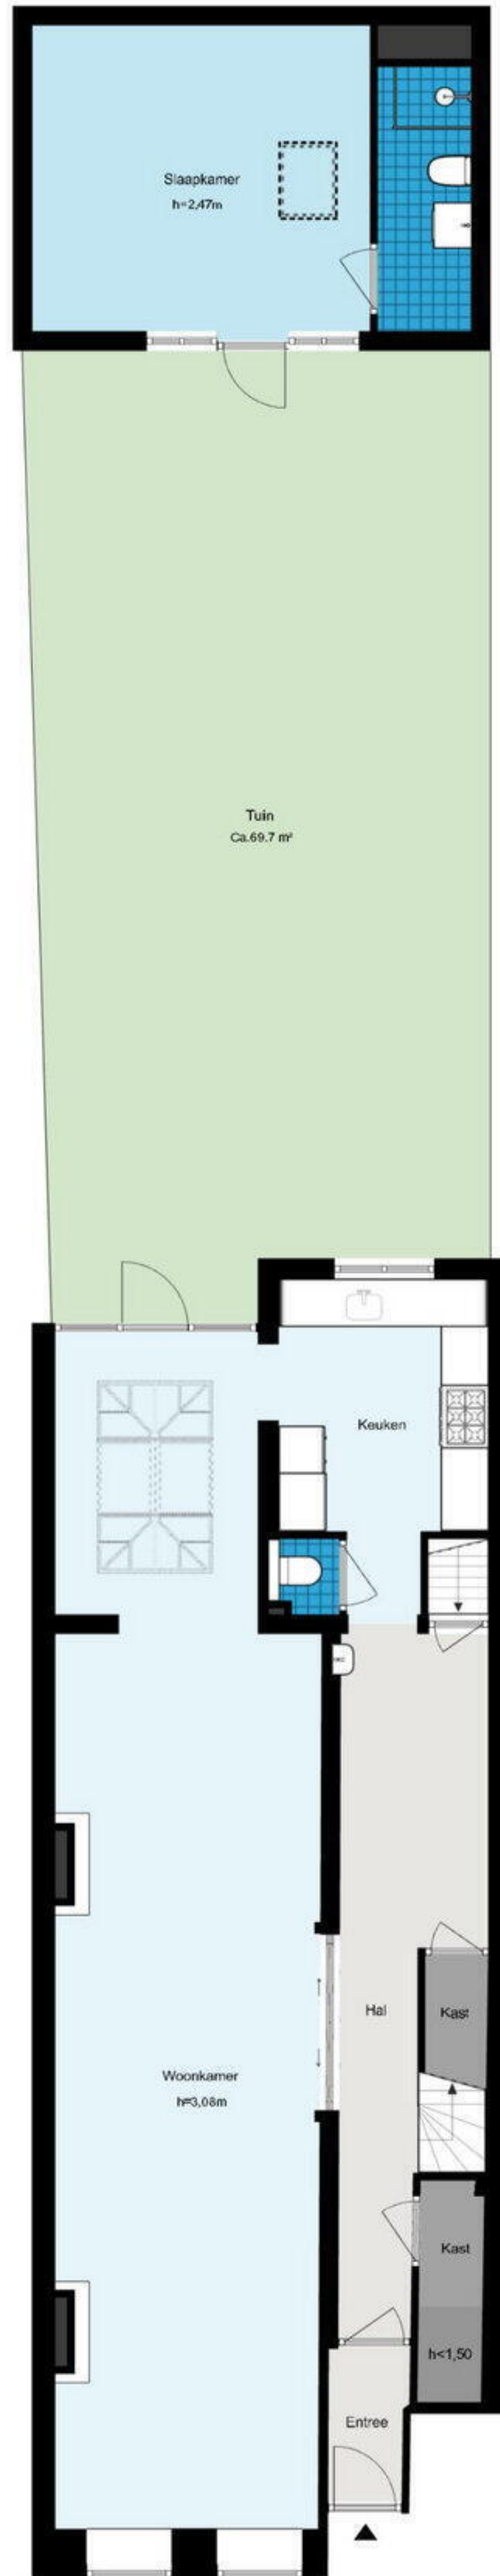 Slaapkamer
h=2,47m
Tuin
Ca.69.7 m²
Keuken
Hal
Kast
Woonkamer
h=3,08m
Kast
h<1,50
Entree